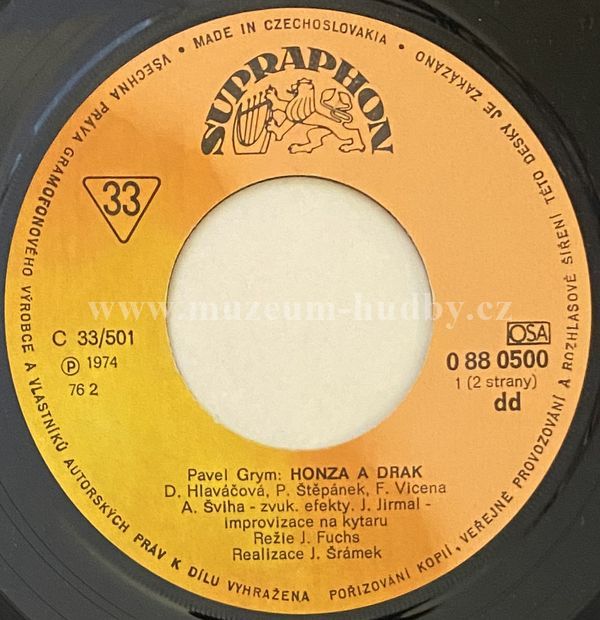 VŠECHNA PRÁVA GRAMOFONOVÉHO VÝROBCE A VLASTNÍKŮ AUTORSKÝCH PRÁV K DÍLU VYHRAŽENA POŘIZOVÁNÍ KOPIÍ, VEŘEJNÉ PROVOZOVÁNÍ A ROZHLASOVÉ ŠÍŘENÍ TÉTO DESKY JE ZAKÁZÁNO • MADE IN CZECHOSLOVAKIA •
SUPRAPHON
33
www.muzeum-hudby.cz
C 33/501
OSA
℗ 1974
0 88 0500
76 2
1 (2 strany)
dd
Pavel Grym: HONZA A DRAK
D. Hlaváčová, P. Štěpánek, F. Vicena
A. Šviha - zvuk. efekty. J. Jirmal -
improvizace na kytaru
Režie J. Fuchs
Realizace J. Šrámek